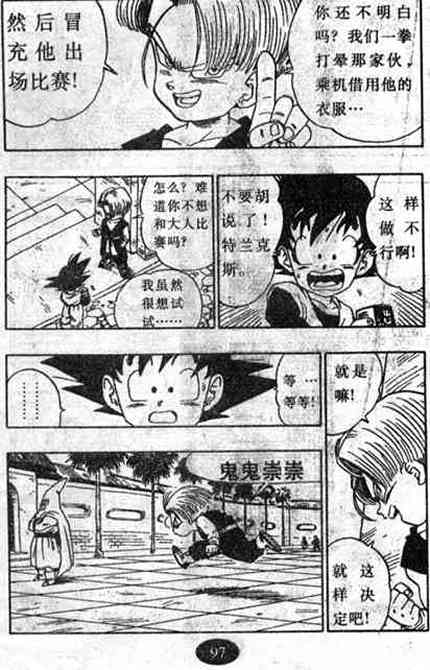 你还不明白
吗?我们一拳
打晕那家伙,
乘机借用他的
衣服…
然后冒
充他出
场比赛!
这样
做不
行啊!
不要胡
说了!
特兰克
斯。
怎么?难
道你不想
和大人比
赛吗?
我虽然
很想试
试……
就是
嘛!
就这
样决
定吧!
等…
等等!
………
鬼鬼崇崇
97